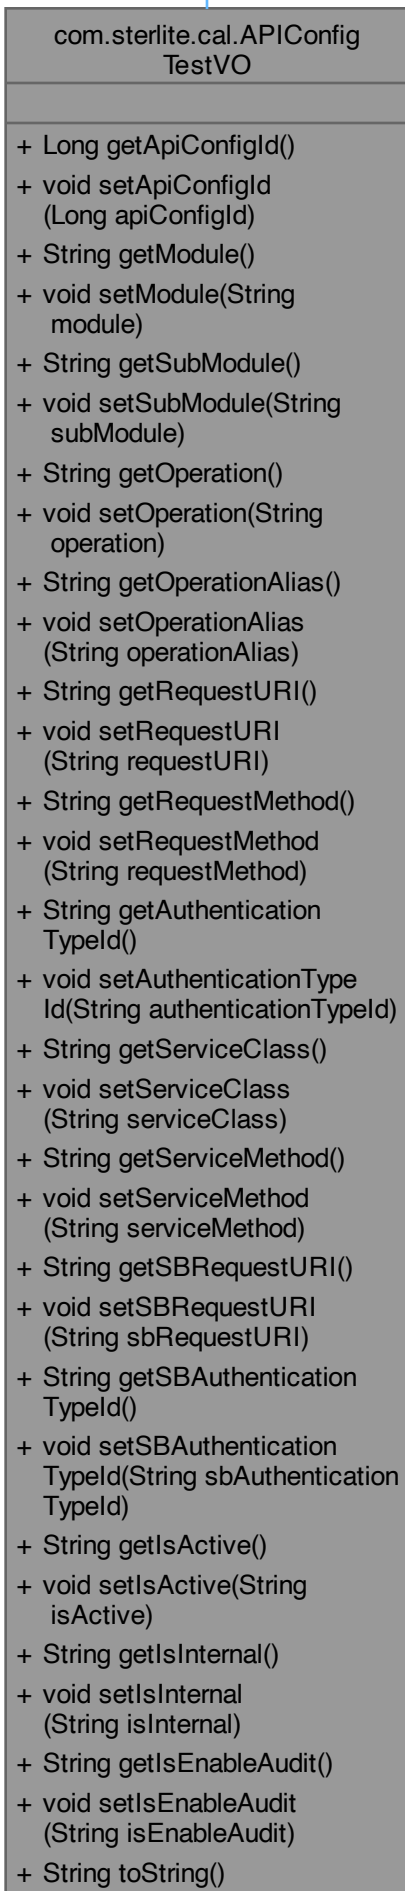 com.sterlite.cal.APIConfig
TestVO
+ Long getApiConfigId()
+ void setApiConfigId
(Long apiConfigId)
+ String getModule()
+ void setModule(String
module)
+ String getSubModule()
+ void setSubModule(String
subModule)
+ String getOperation()
+ void setOperation(String
operation)
+ String getOperationAlias()
+ void setOperationAlias
(String operationAlias)
+ String getRequestURI()
+ void setRequestURI
(String requestURI)
+ String getRequestMethod()
+ void setRequestMethod
(String requestMethod)
+ String getAuthentication
TypeId()
+ void setAuthenticationType
Id(String authenticationTypeId)
+ String getServiceClass()
+ void setServiceClass
(String serviceClass)
+ String getServiceMethod()
+ void setServiceMethod
(String serviceMethod)
+ String getSBRequestURI()
+ void setSBRequestURI
(String sbRequestURI)
+ String getSBAuthentication
TypeId()
+ void setSBAuthentication
TypeId(String sbAuthentication
TypeId)
+ String getIsActive()
+ void setIsActive(String
isActive)
+ String getIsInternal()
+ void setIsInternal
(String isInternal)
+ String getIsEnableAudit()
+ void setIsEnableAudit
(String isEnableAudit)
+ String toString()